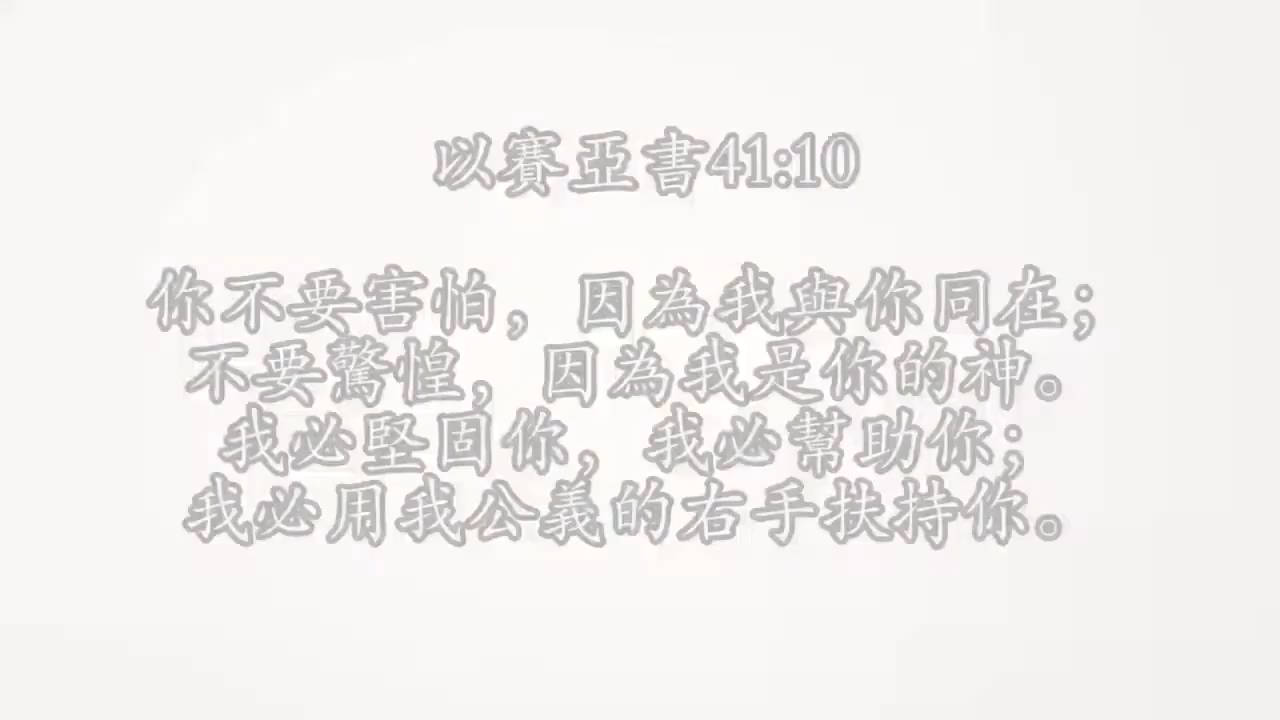 以賽亞書41:10
你不要害怕，因為我與你同在；
不要驚惶，因為我是你的神。
我必堅固你，我必幫助你；
我必用我公義的右手扶持你。